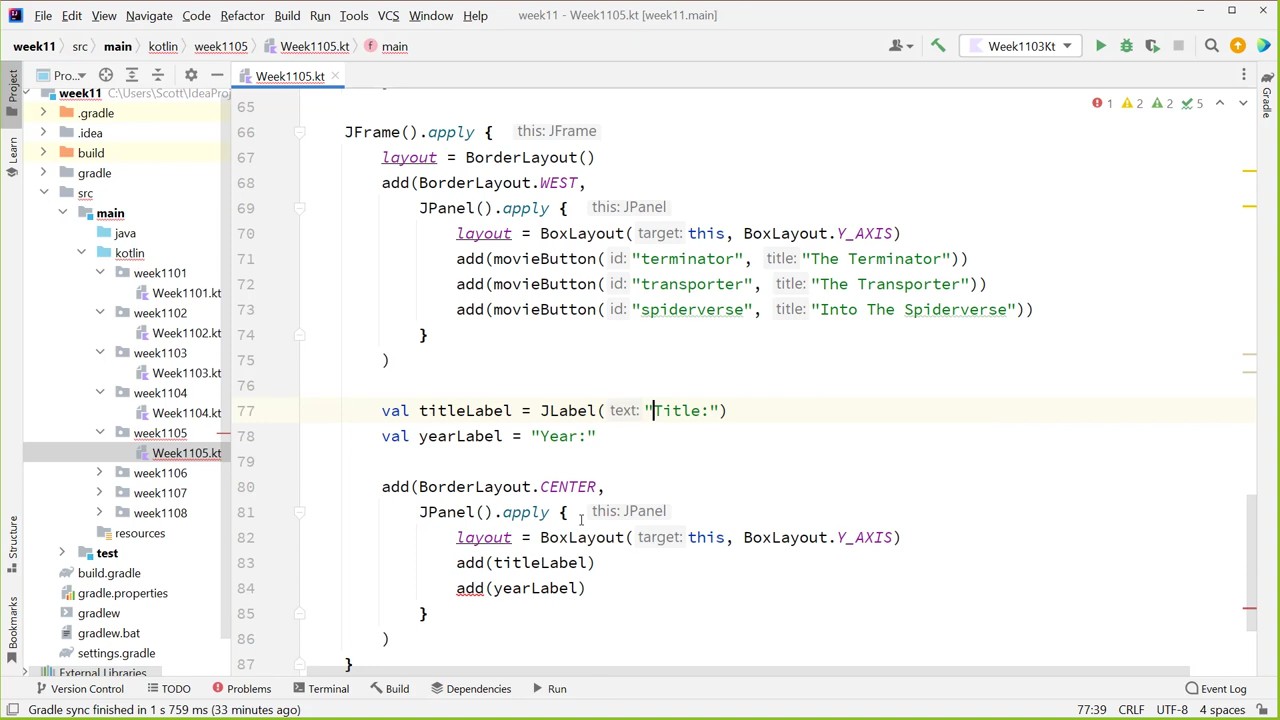 File Edit View Navigate Code Refactor Build Run Tools VCS Window Help week11 - Week1105.kt [week11.main]
week11 src main kotlin week1105 Week1105.kt main Week1103Kt
Pro... Week1105.kt
Project
Learn
Structure
Bookmarks
Gradle
week11 C:\Users\Scott\IdeaProj
.gradle
.idea
build
gradle
src
main
java
kotlin
week1101
Week1101.kt
week1102
Week1102.kt
week1103
Week1103.kt
week1104
Week1104.kt
week1105
Week1105.kt
week1106
week1107
week1108
resources
test
build.gradle
gradle.properties
gradlew
gradlew.bat
settings.gradle
External Libraries
1 2 2 5
65
66 JFrame().apply { this: JFrame
67 layout = BorderLayout()
68 add(BorderLayout.WEST,
69 JPanel().apply { this: JPanel
70 layout = BoxLayout( target: this, BoxLayout.Y_AXIS)
71 add(movieButton( id: "terminator", title: "The Terminator"))
72 add(movieButton( id: "transporter", title: "The Transporter"))
73 add(movieButton( id: "spiderverse", title: "Into The Spiderverse"))
74 }
75 )
76
77 val titleLabel = JLabel( text: "Title:")
78 val yearLabel = "Year:"
79
80 add(BorderLayout.CENTER,
81 JPanel().apply { this: JPanel
82 layout = BoxLayout( target: this, BoxLayout.Y_AXIS)
83 add(titleLabel)
84 add(yearLabel)
85 }
86 )
87 }
Version Control TODO Problems Terminal Build Dependencies Run Event Log
Gradle sync finished in 1 s 759 ms (33 minutes ago) 77:39 CRLF UTF-8 4 spaces